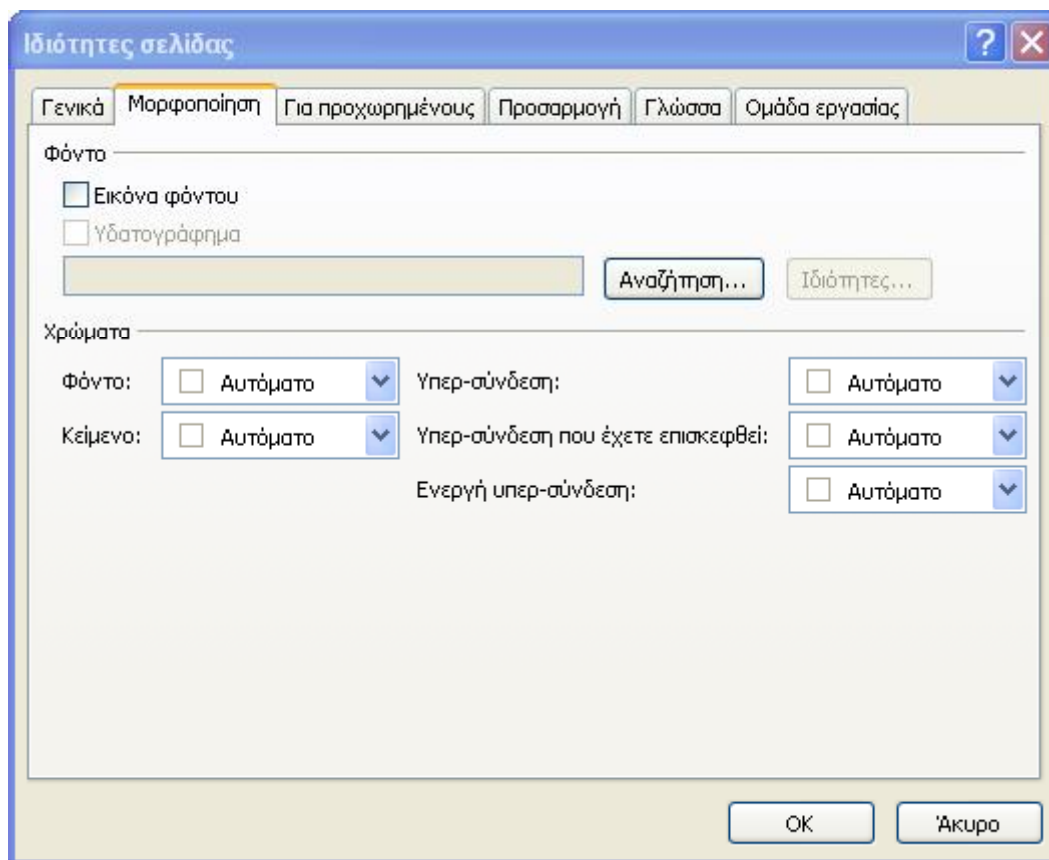 Ιδιότητες σελίδας
Γενικά Μορφοποίηση Για προχωρημένους Προσαρμογή Γλώσσα Ομάδα εργασίας
Φόντο
Εικόνα φόντου
Υδατογράφημα
Αναζήτηση... Ιδιότητες...
Χρώματα
Φόντο: Αυτόματο Υπερ-σύνδεση: Αυτόματο
Κείμενο: Αυτόματο Υπερ-σύνδεση που έχετε επισκεφθεί: Αυτόματο
Ενεργή υπερ-σύνδεση: Αυτόματο
OK Άκυρο